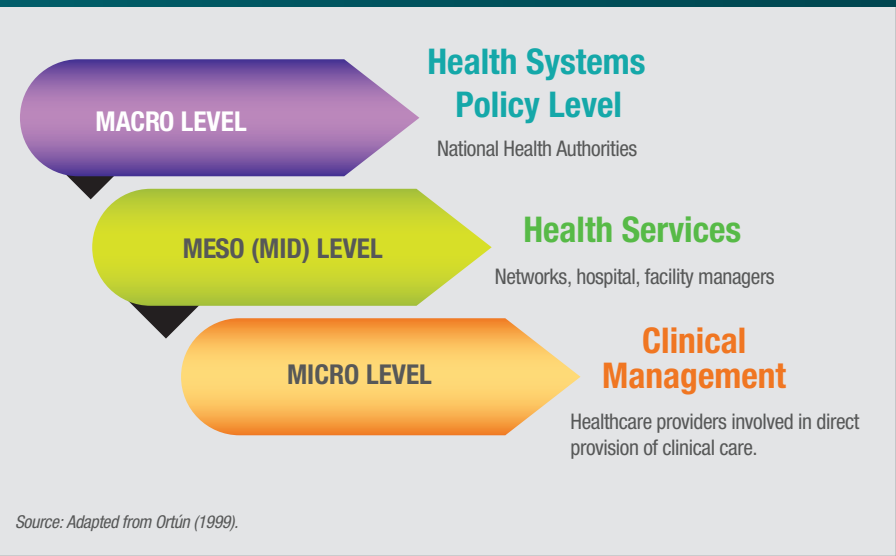 MACRO LEVEL
Health Systems
Policy Level
National Health Authorities
MESO (MID) LEVEL
Health Services
Networks, hospital, facility managers
MICRO LEVEL
Clinical
Management
Healthcare providers involved in direct
provision of clinical care.
Source: Adapted from Ortún (1999).